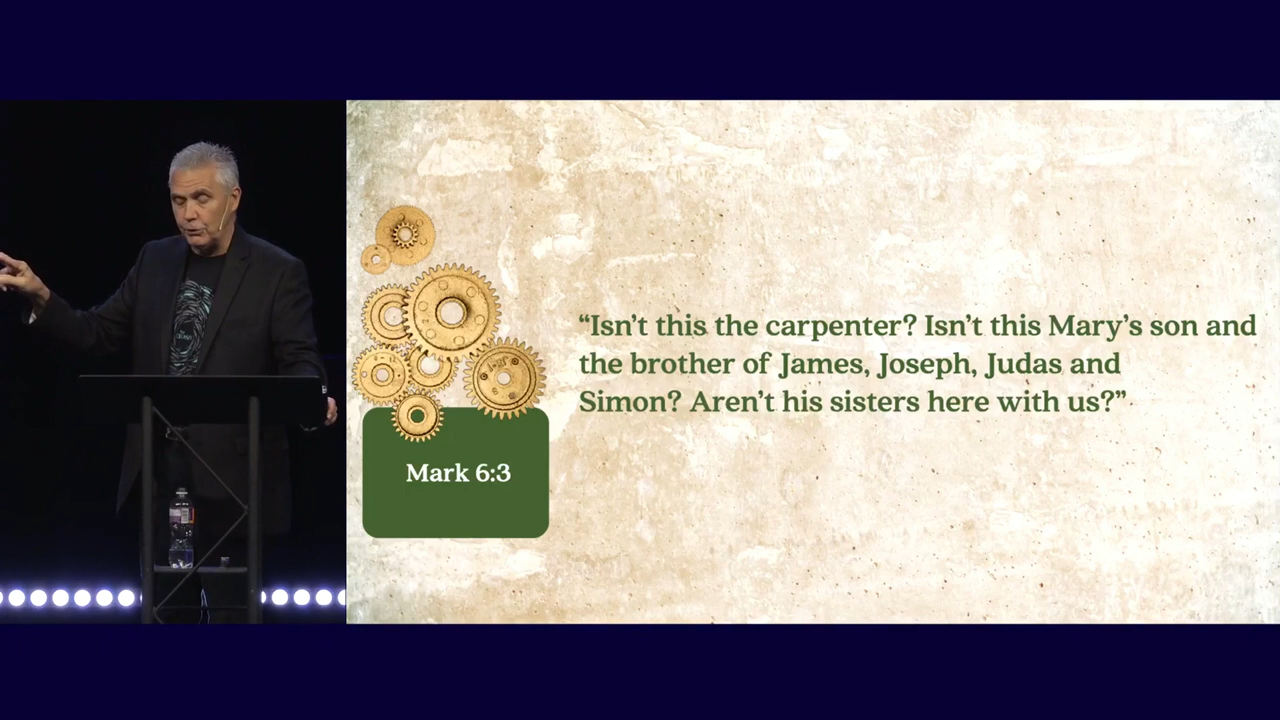 “Isn’t this the carpenter? Isn’t this Mary’s son and
the brother of James, Joseph, Judas and
Simon? Aren’t his sisters here with us?”
Mark 6:3